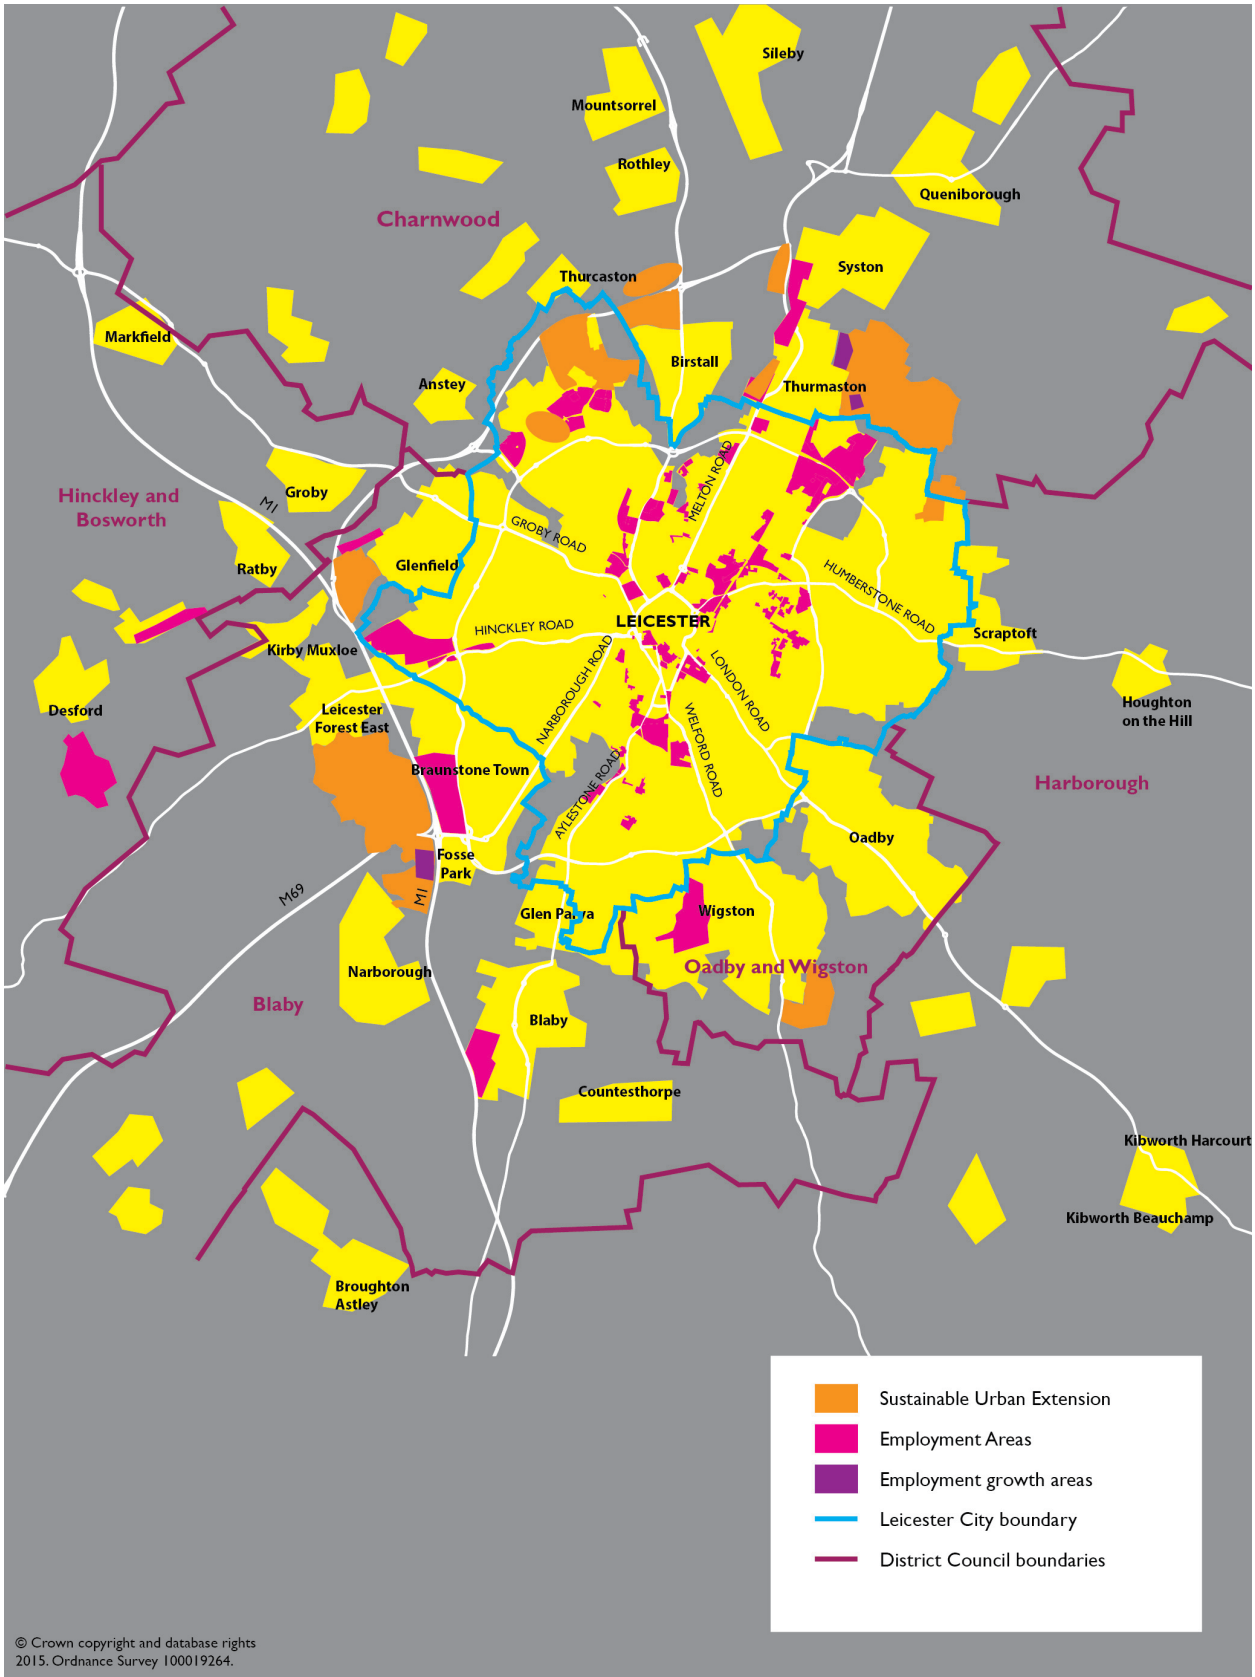 Sileby
Mountsorrel
Rothley
Queniborough
Charnwood
Syston
Thurcaston
Markfield
Birstall
Anstey
Thurmaston
MELTON ROAD
Groby
Hinckley and
Bosworth
M1
GROBY ROAD
Ratby
Glenfield
HUMBERSTONE ROAD
LEICESTER
HINCKLEY ROAD
Scraptoft
Kirby Muxloe
NARBOROUGH ROAD
LONDON ROAD
Desford
Leicester
Forest East
WELFORD ROAD
Houghton
on the Hill
Braunstone Town
AYLESTONE ROAD
Harborough
Oadby
Fosse
Park
M69
M1
Glen Parva
Wigston
Narborough
Oadby and Wigston
Blaby
Blaby
Countesthorpe
Kibworth Harcourt
Kibworth Beauchamp
Broughton
Astley
Sustainable Urban Extension
Employment Areas
Employment growth areas
Leicester City boundary
District Council boundaries
© Crown copyright and database rights
2015. Ordnance Survey 100019264.